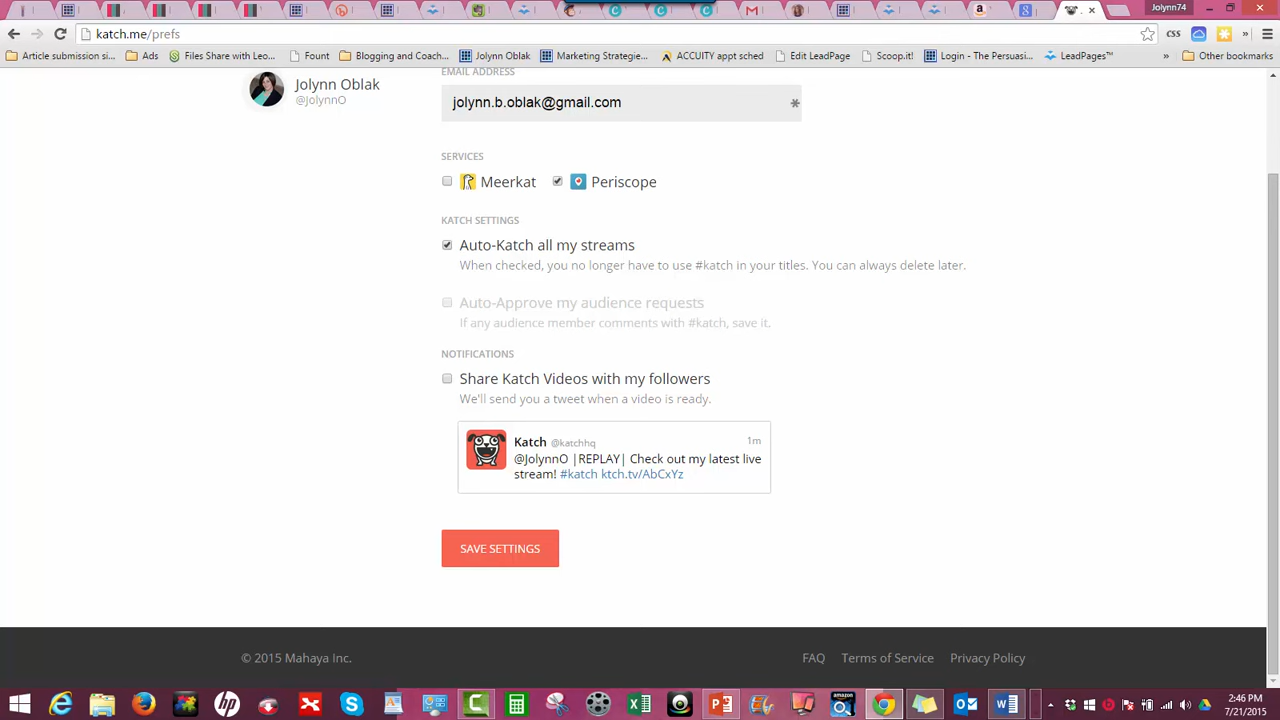 Jolynn74
katch.me/prefs
CSS
»
Article submission si...
Ads
Files Share with Leo...
Fount
Blogging and Coach...
Jolynn Oblak
Marketing Strategie...
ACCUITY appt sched
Edit LeadPage
Scoop.it!
Login - The Persuasi...
LeadPages™
»
Other bookmarks
Jolynn Oblak
@JolynnO
EMAIL ADDRESS
jolynn.b.oblak@gmail.com
SERVICES
Meerkat
Periscope
KATCH SETTINGS
Auto-Katch all my streams
When checked, you no longer have to use #katch in your titles. You can always delete later.
Auto-Approve my audience requests
If any audience member comments with #katch, save it.
NOTIFICATIONS
Share Katch Videos with my followers
We'll send you a tweet when a video is ready.
Katch @katchhq
1m
@JolynnO |REPLAY| Check out my latest live
stream! #katch ktch.tv/AbCxYz
SAVE SETTINGS
© 2015 Mahaya Inc.
FAQ
Terms of Service
Privacy Policy
2:46 PM
7/21/2015